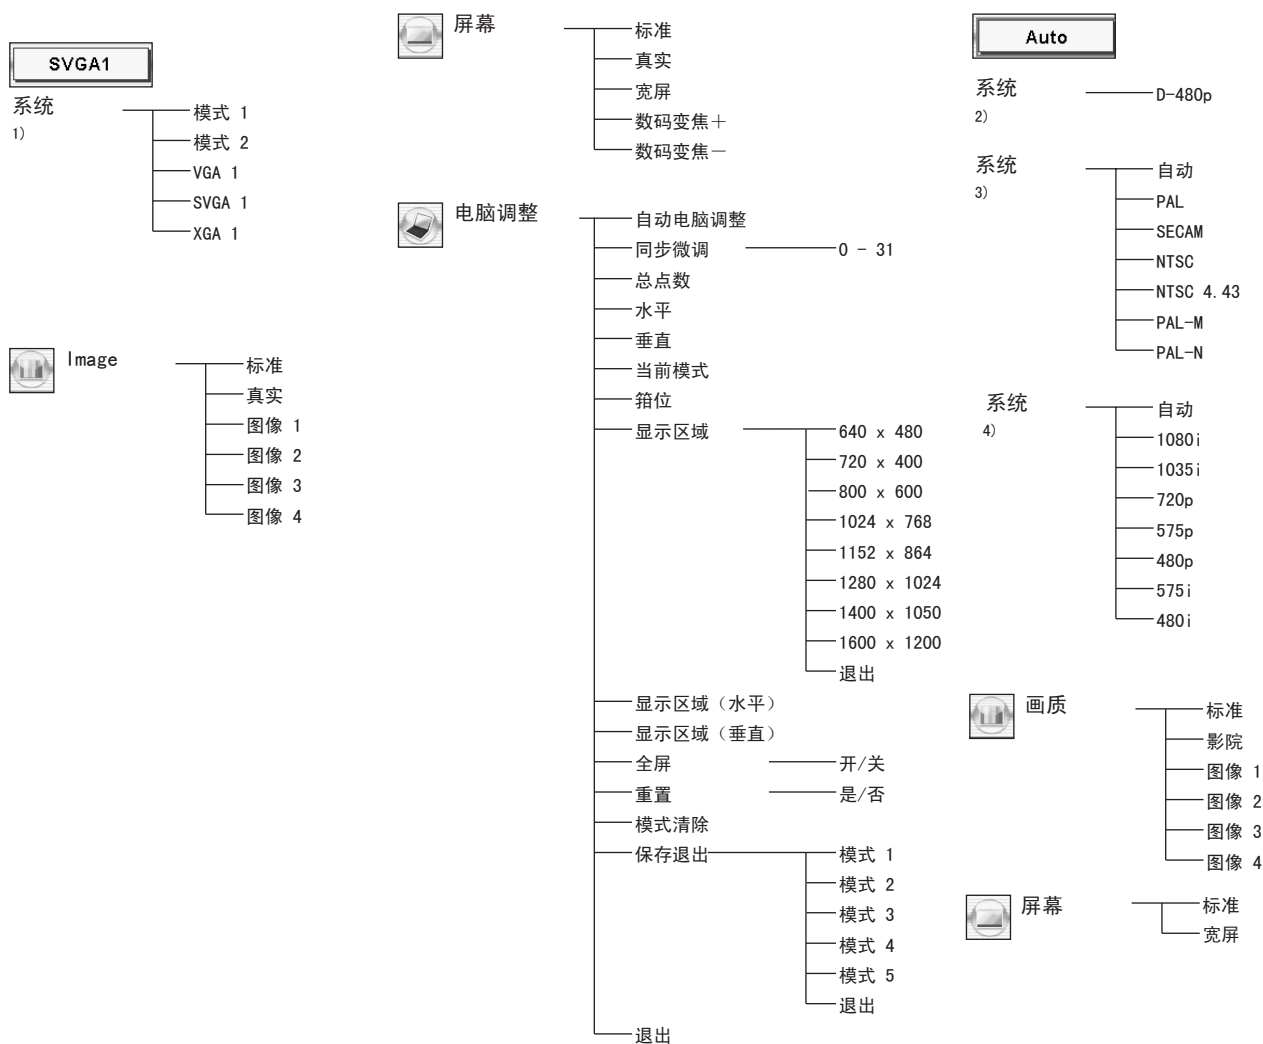 SVGA1
系统
1)
模式 1
模式 2
VGA 1
SVGA 1
XGA 1
Image
标准
真实
图像 1
图像 2
图像 3
图像 4
屏幕
标准
真实
宽屏
数码变焦＋
数码变焦－
电脑调整
自动电脑调整
同步微调
0 - 31
总点数
水平
垂直
当前模式
箝位
显示区域
640 x 480
720 x 400
800 x 600
1024 x 768
1152 x 864
1280 x 1024
1400 x 1050
1600 x 1200
退出
显示区域（水平）
显示区域（垂直）
全屏
开/关
重置
是/否
模式清除
保存退出
模式 1
模式 2
模式 3
模式 4
模式 5
退出
退出
Auto
系统
2)
D-480p
系统
3)
自动
PAL
SECAM
NTSC
NTSC 4.43
PAL-M
PAL-N
系统
4)
自动
1080i
1035i
720p
575p
480p
575i
480i
画质
标准
影院
图像 1
图像 2
图像 3
图像 4
屏幕
标准
宽屏